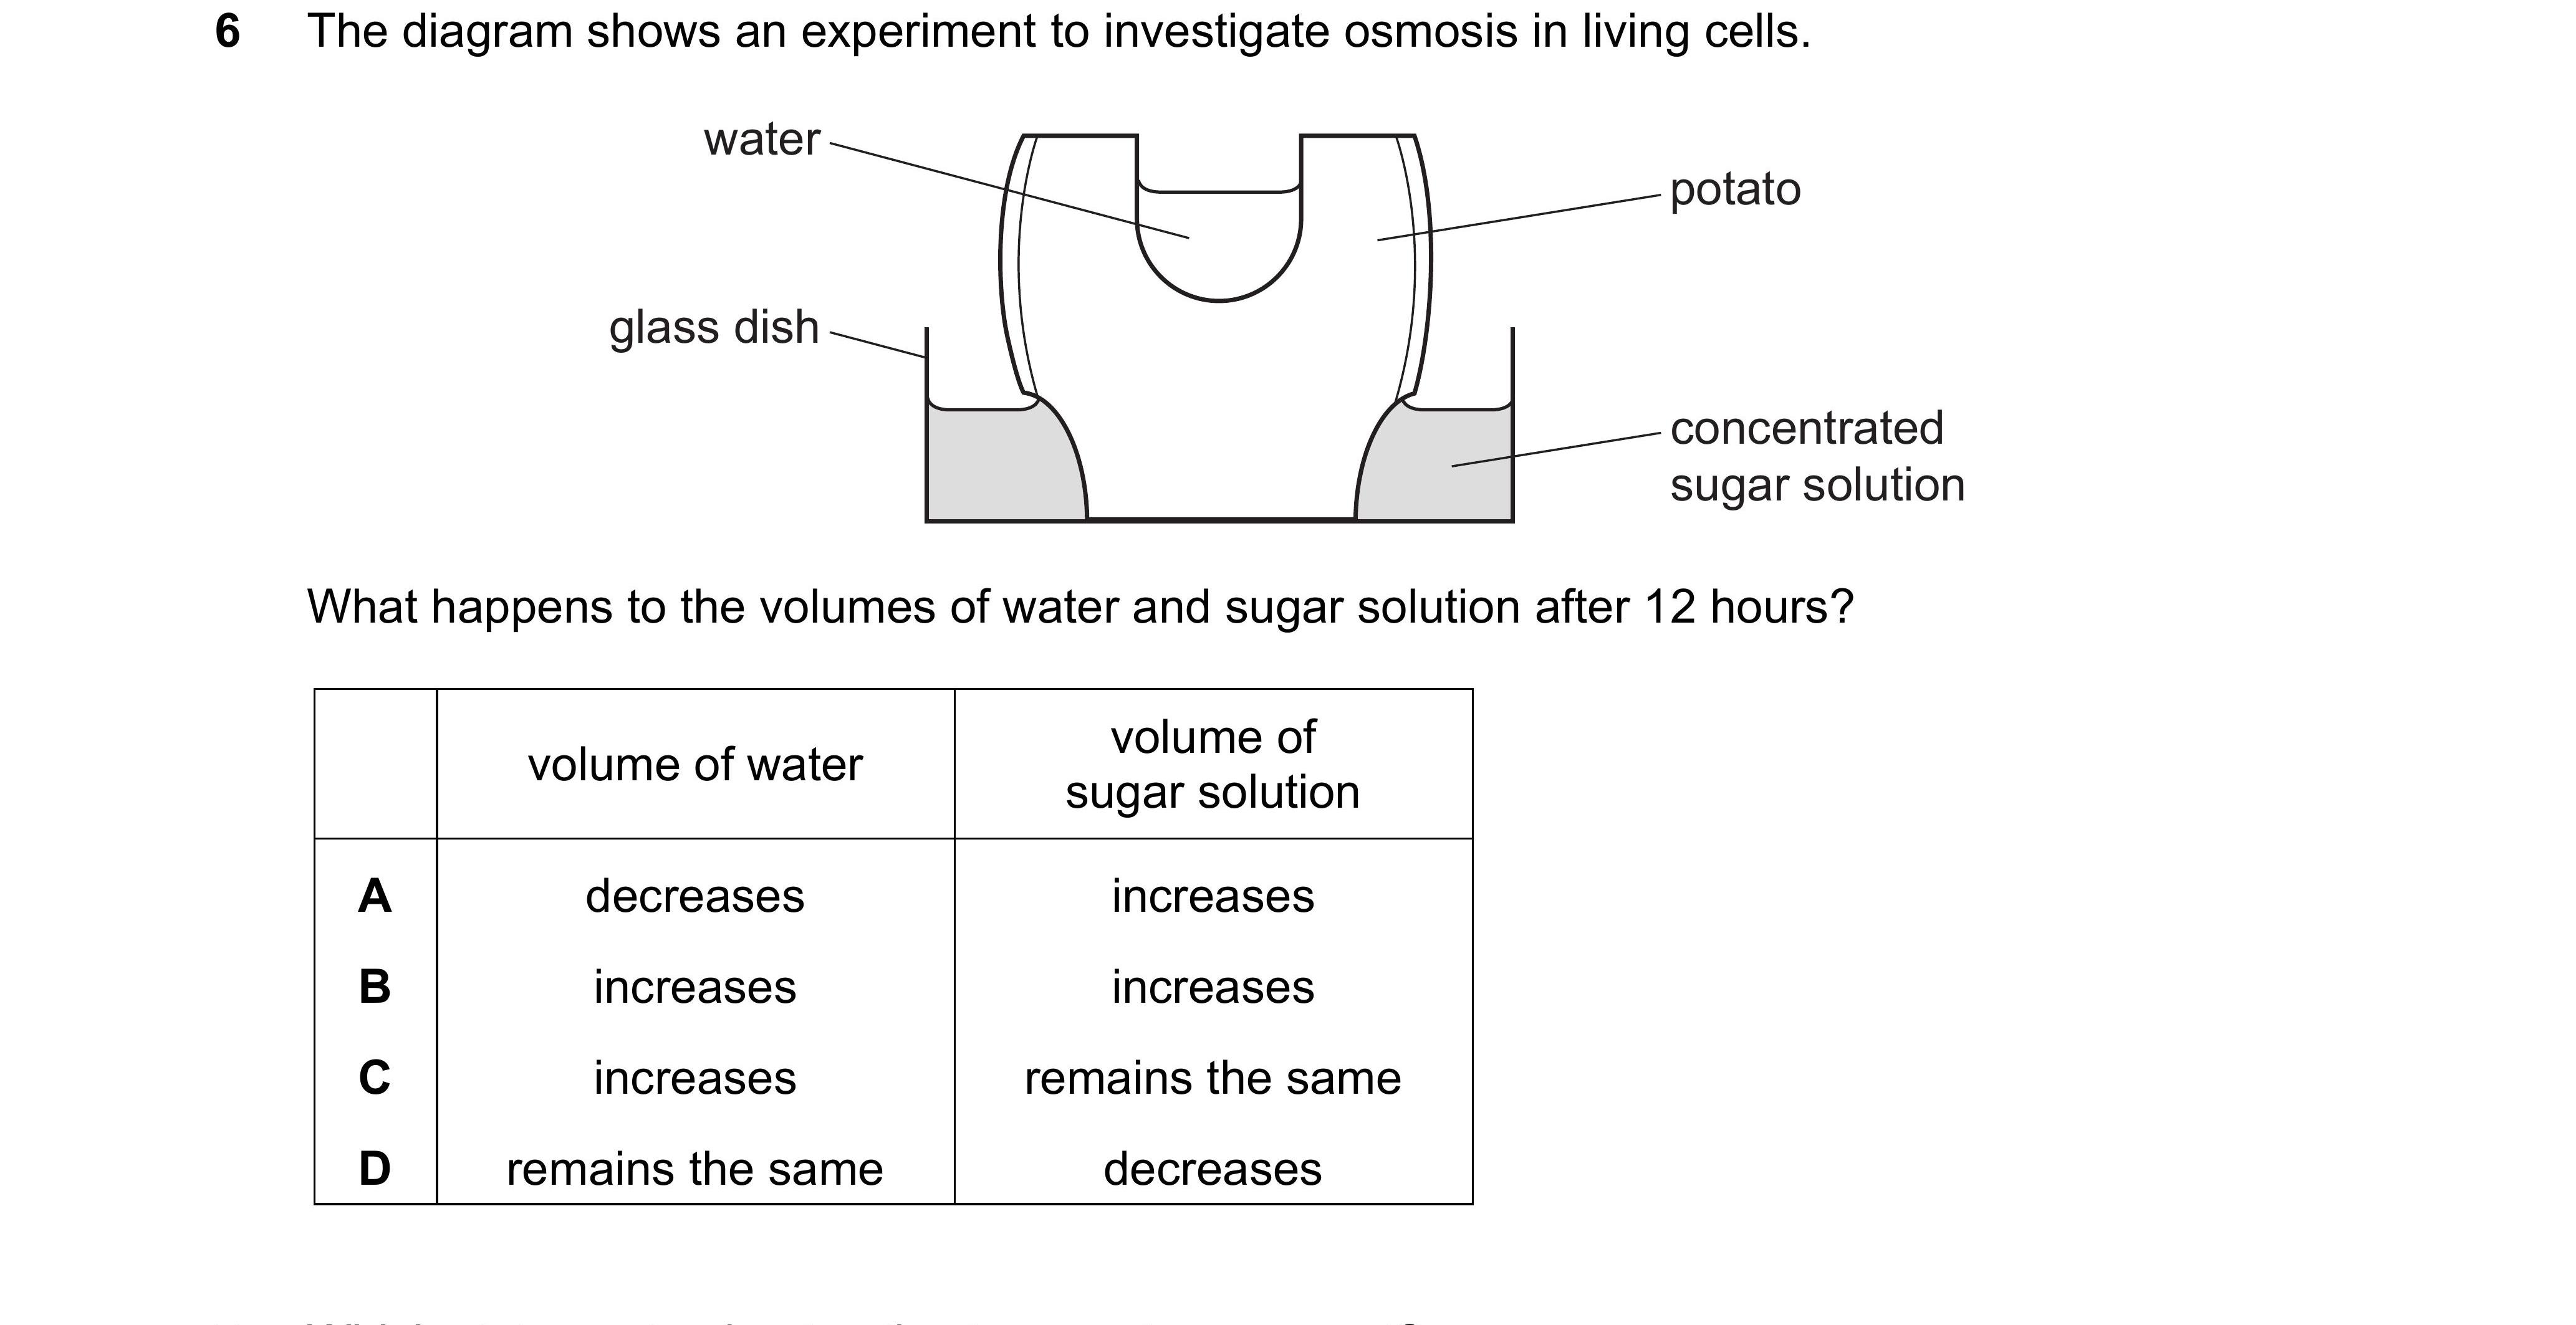 6 The diagram shows an experiment to investigate osmosis in living cells.
water
potato
glass dish
concentrated
sugar solution
What happens to the volumes of water and sugar solution after 12 hours?
volume of water
volume of
sugar solution
A decreases increases
B increases increases
C increases remains the same
D remains the same decreases